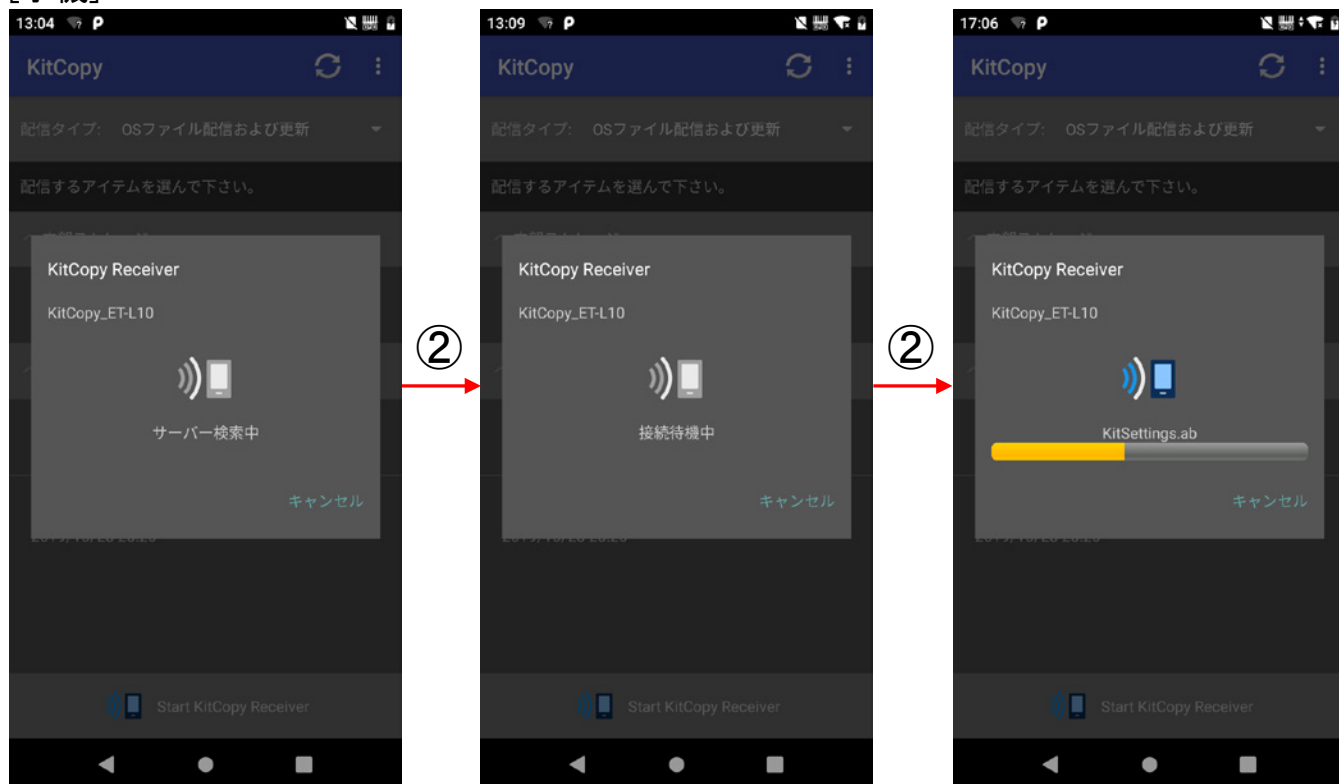 13:04
KitCopy
配信タイプ: OSファイル配信および更新
配信するアイテムを選んで下さい。
KitCopy Receiver
KitCopy_ET-L10
サーバー検索中
キャンセル
Start KitCopy Receiver
②
13:09
KitCopy
配信タイプ: OSファイル配信および更新
配信するアイテムを選んで下さい。
KitCopy Receiver
KitCopy_ET-L10
接続待機中
キャンセル
Start KitCopy Receiver
②
17:06
KitCopy
配信タイプ: OSファイル配信および更新
配信するアイテムを選んで下さい。
KitCopy Receiver
KitCopy_ET-L10
KitSettings.ab
キャンセル
Start KitCopy Receiver